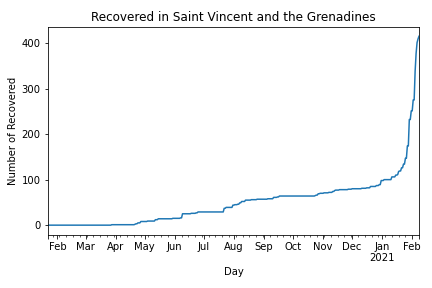 Recovered in Saint Vincent and the Grenadines
Number of Recovered
400
300
200
100
0
Feb Mar Apr May Jun Jul Aug Sep Oct Nov Dec Jan Feb
2021
Day